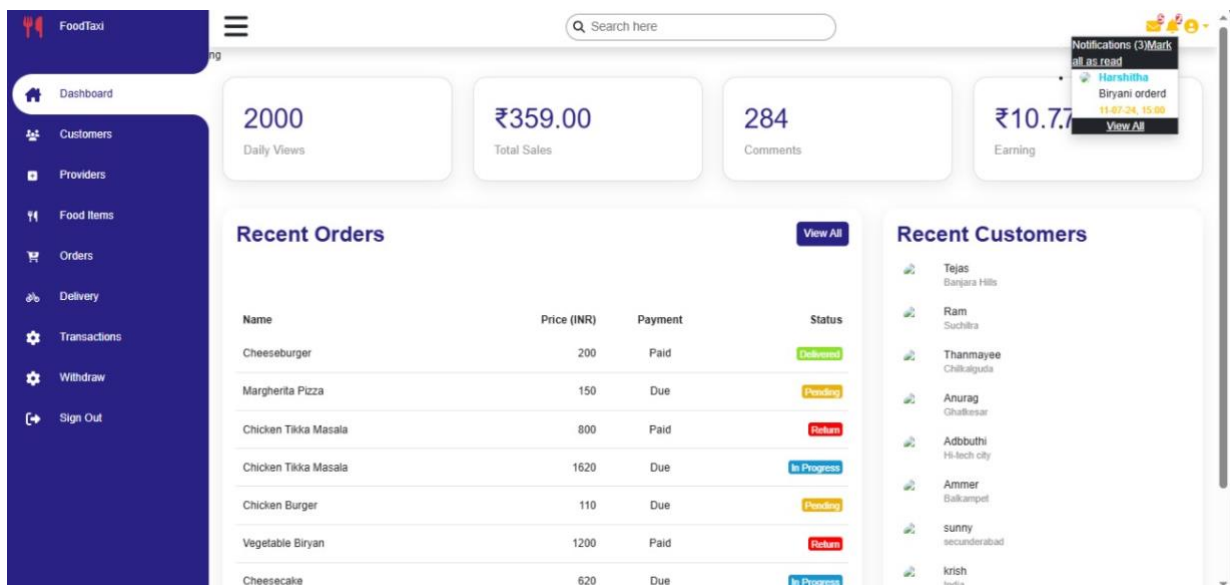 FoodTaxi
Search here
ng
Notifications (3)Mark
all as read
Harshitha
Biryani orderd
11-07-24, 15:00
View All
Dashboard
Customers
Providers
Food Items
Orders
Delivery
Transactions
Withdraw
Sign Out
2000
Daily Views
₹359.00
Total Sales
284
Comments
₹10.77
Earning
Recent Orders
View All
Name Price (INR) Payment Status
Cheeseburger 200 Paid Delivered
Margherita Pizza 150 Due Pending
Chicken Tikka Masala 800 Paid Return
Chicken Tikka Masala 1620 Due In Progress
Chicken Burger 110 Due Pending
Vegetable Biryan 1200 Paid Return
Cheesecake 620 Due In Progress
Recent Customers
Tejas
Banjara Hills
Ram
Suchitra
Thanmayee
Chilkalguda
Anurag
Ghatkesar
Adbbuthi
Hi-tech city
Ammer
Balkampet
sunny
secunderabad
krish
India